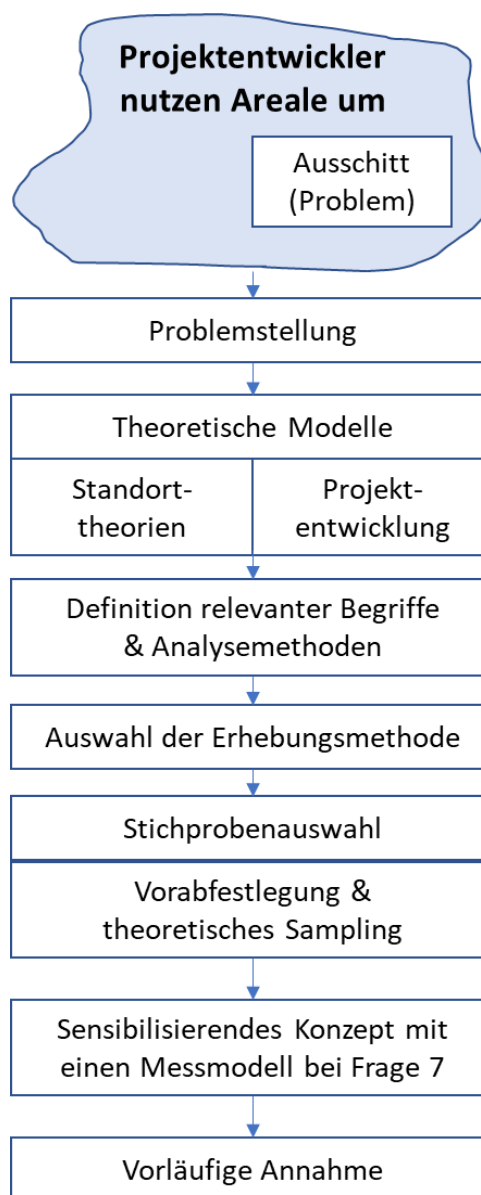 Projektentwickler
nutzen Areale um
Ausschitt
(Problem)
Problemstellung
Theoretische Modelle
Standort-
theorien
Projekt-
entwicklung
Definition relevanter Begriffe
& Analysemethoden
Auswahl der Erhebungsmethode
Stichprobenauswahl
Vorabfestlegung &
theoretisches Sampling
Sensibilisierendes Konzept mit
einen Messmodell bei Frage 7
Vorläufige Annahme